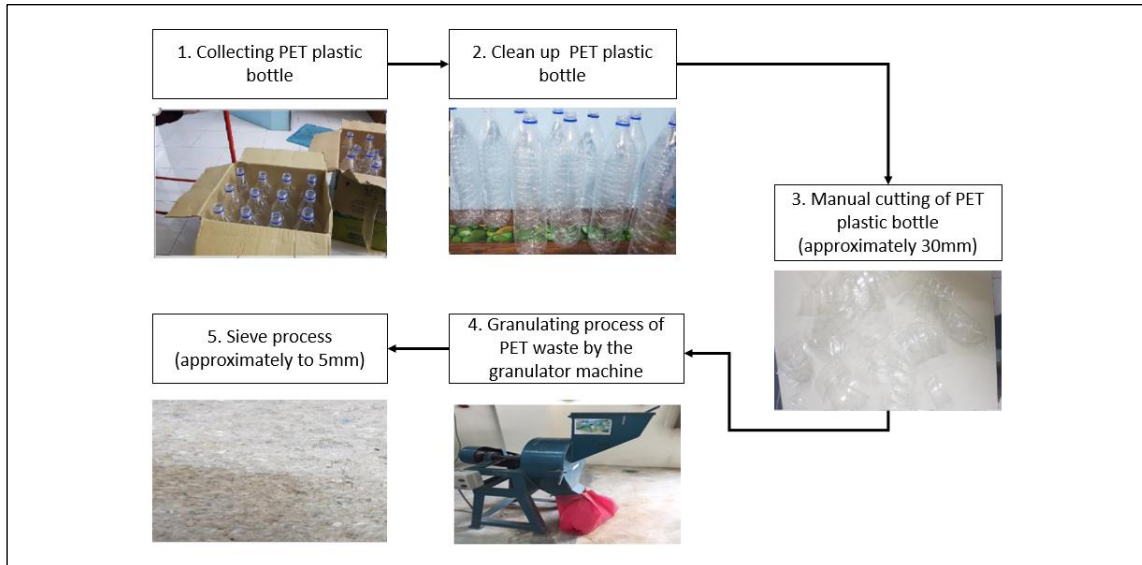 1. Collecting PET plastic
bottle
2. Clean up PET plastic
bottle
3. Manual cutting of PET
plastic bottle
(approximately 30mm)
4. Granulating process of
PET waste by the
granulator machine
5. Sieve process
(approximately to 5mm)